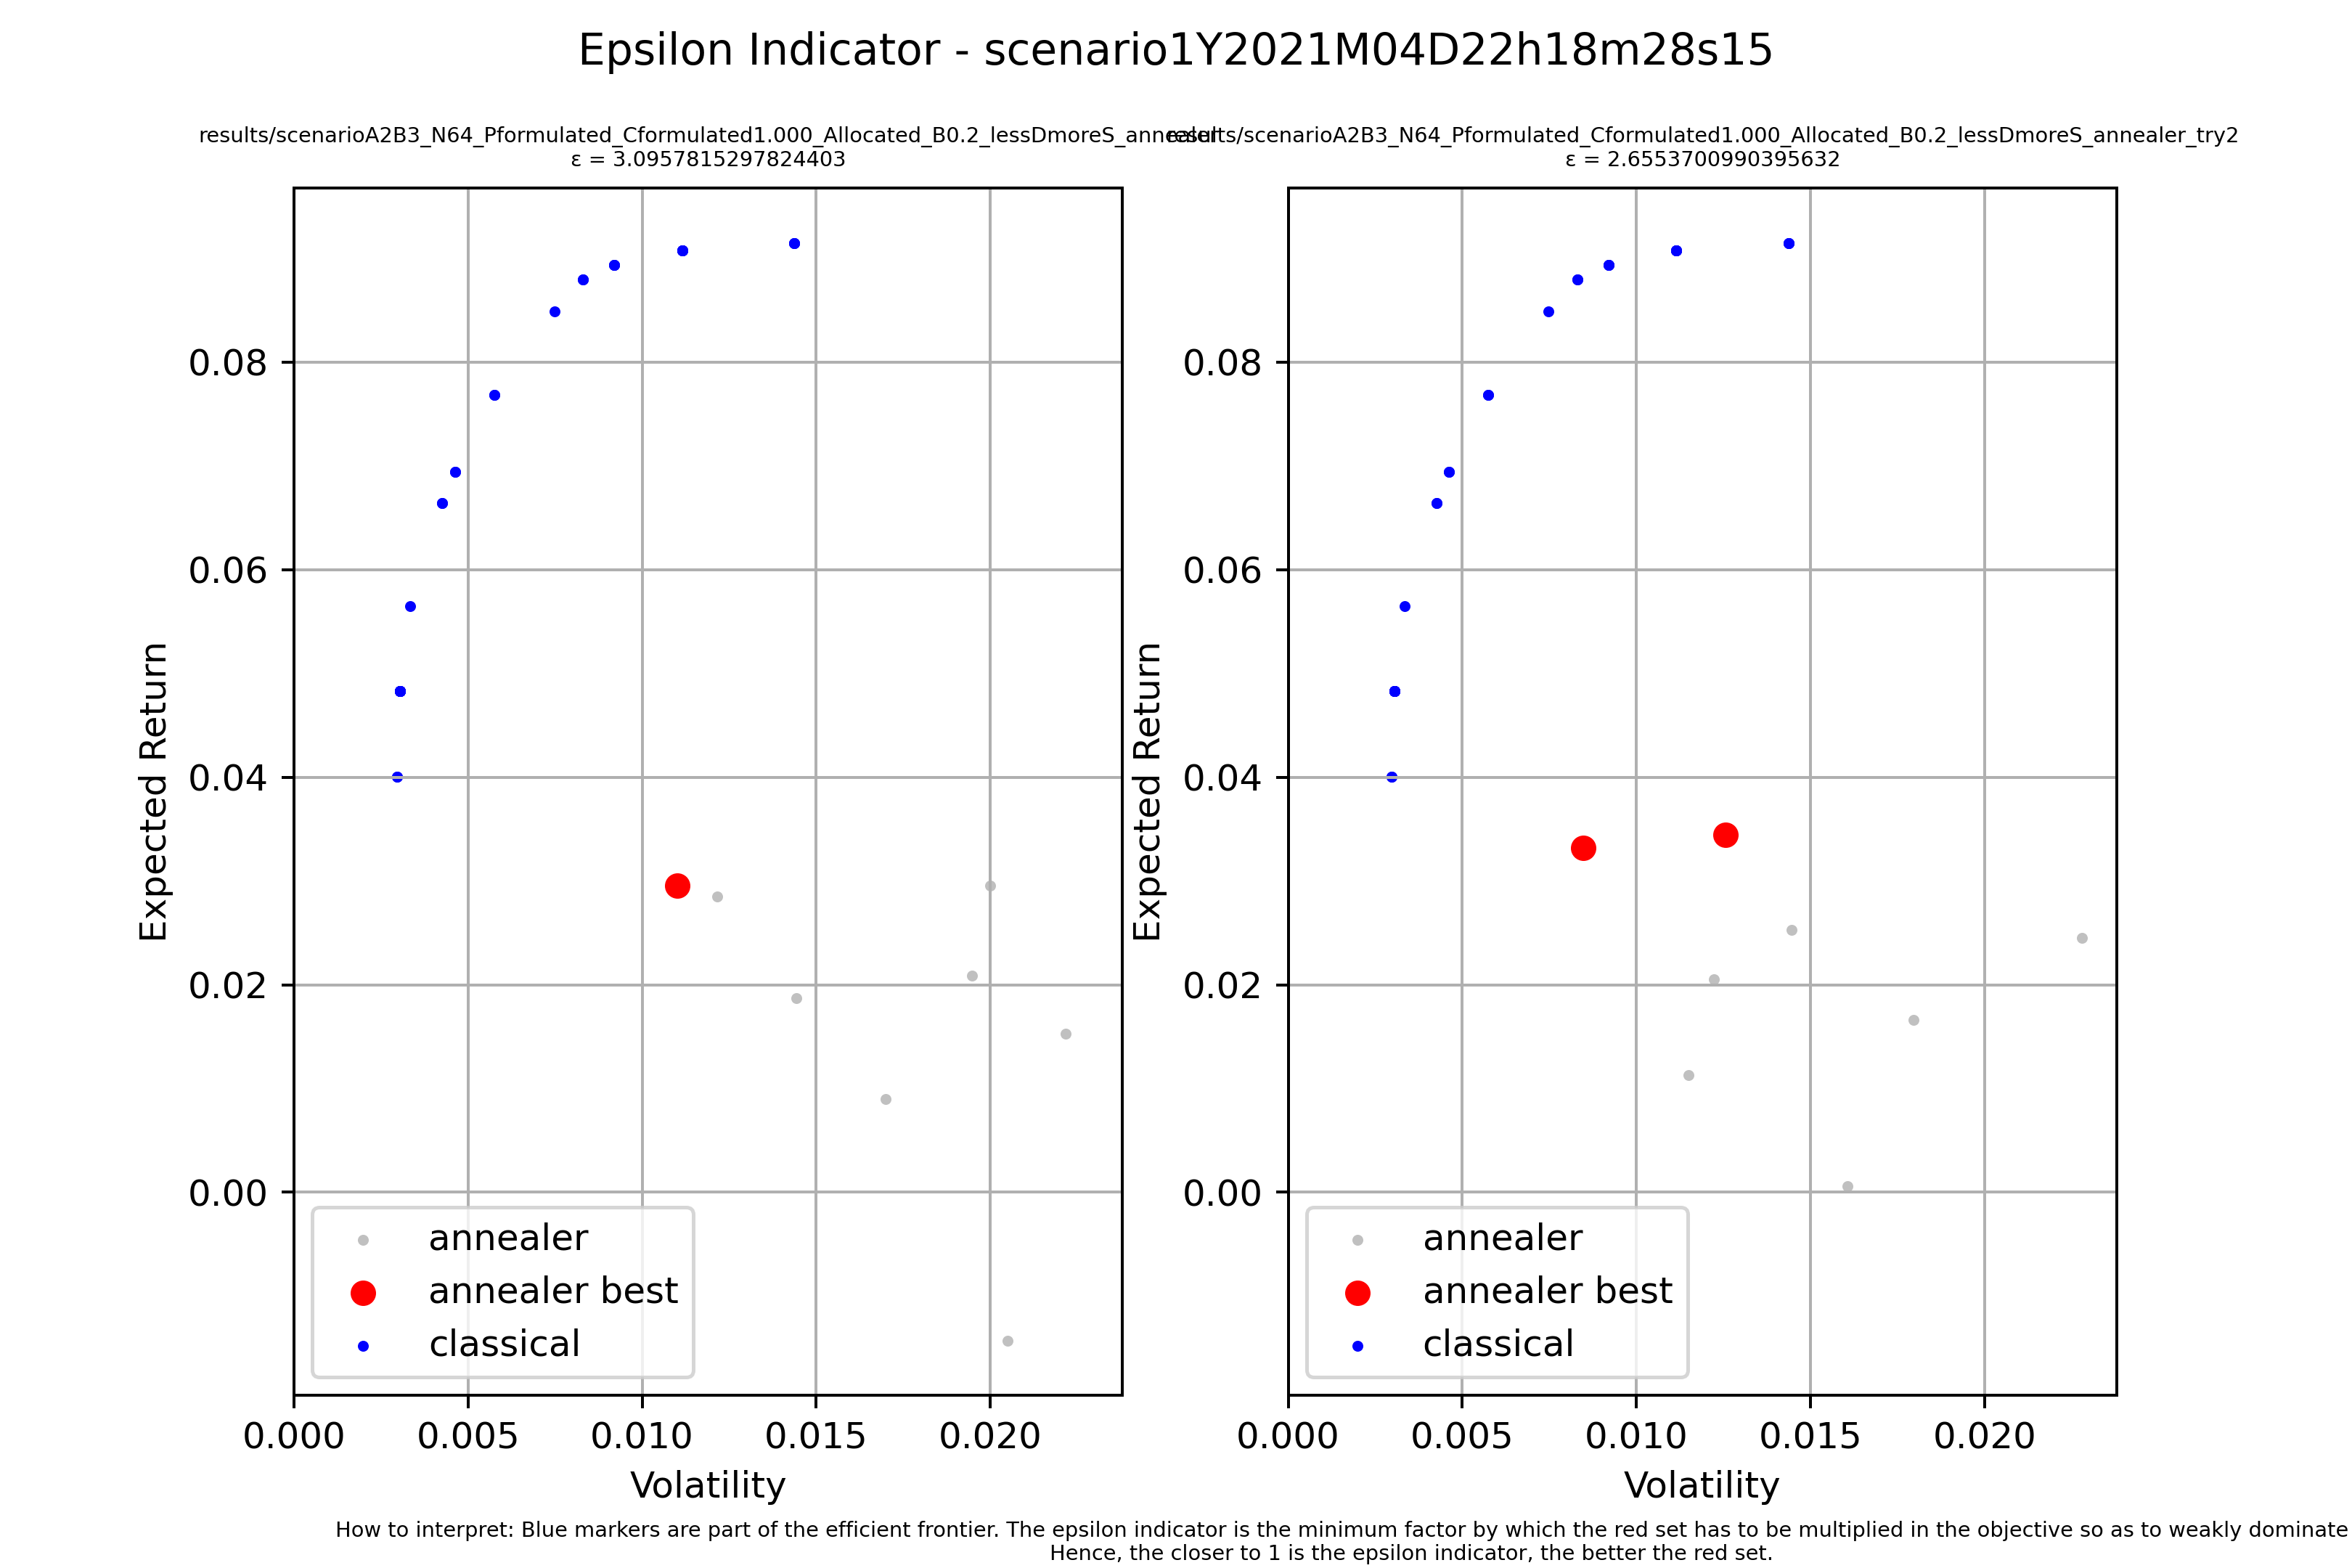 Epsilon Indicator - scenario1Y2021M04D22h18m28s15
results/scenarioA2B3_N64_Pformulated_Cformulated1.000_Allocated_B0.2_lessDmoreS_annealer
ε = 3.0957815297824403
0.08
0.06
0.04
0.02
0.00
Expected Return
annealer
annealer best
classical
0.000 0.005 0.010 0.015 0.020
Volatility
results/scenarioA2B3_N64_Pformulated_Cformulated1.000_Allocated_B0.2_lessDmoreS_annealer_try2
ε = 2.6553700990395632
0.08
0.06
0.04
0.02
0.00
Expected Return
annealer
annealer best
classical
0.000 0.005 0.010 0.015 0.020
Volatility
How to interpret: Blue markers are part of the efficient frontier. The epsilon indicator is the minimum factor by which the red set has to be multiplied in the objective so as to weakly dominate
Hence, the closer to 1 is the epsilon indicator, the better the red set.